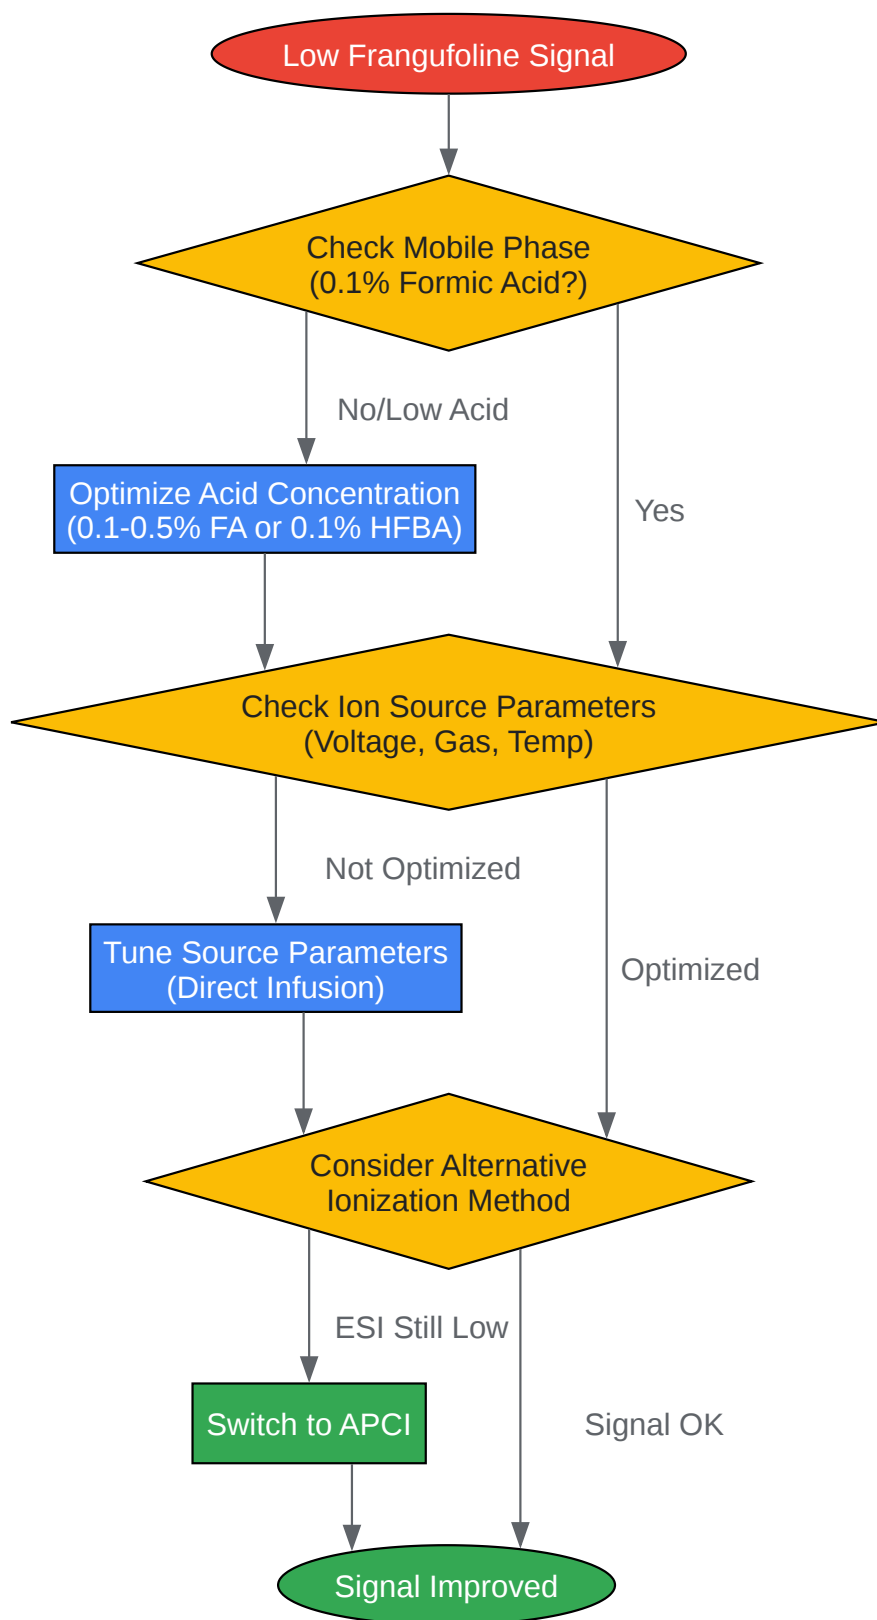 Low Frangufoline Signal
Check Mobile Phase
(0.1% Formic Acid?)
No/Low Acid
Optimize Acid Concentration
(0.1-0.5% FA or 0.1% HFBA)
Yes
Check Ion Source Parameters
(Voltage, Gas, Temp)
Not Optimized
Tune Source Parameters
(Direct Infusion)
Optimized
Consider Alternative
Ionization Method
ESI Still Low
Switch to APCI
Signal OK
Signal Improved